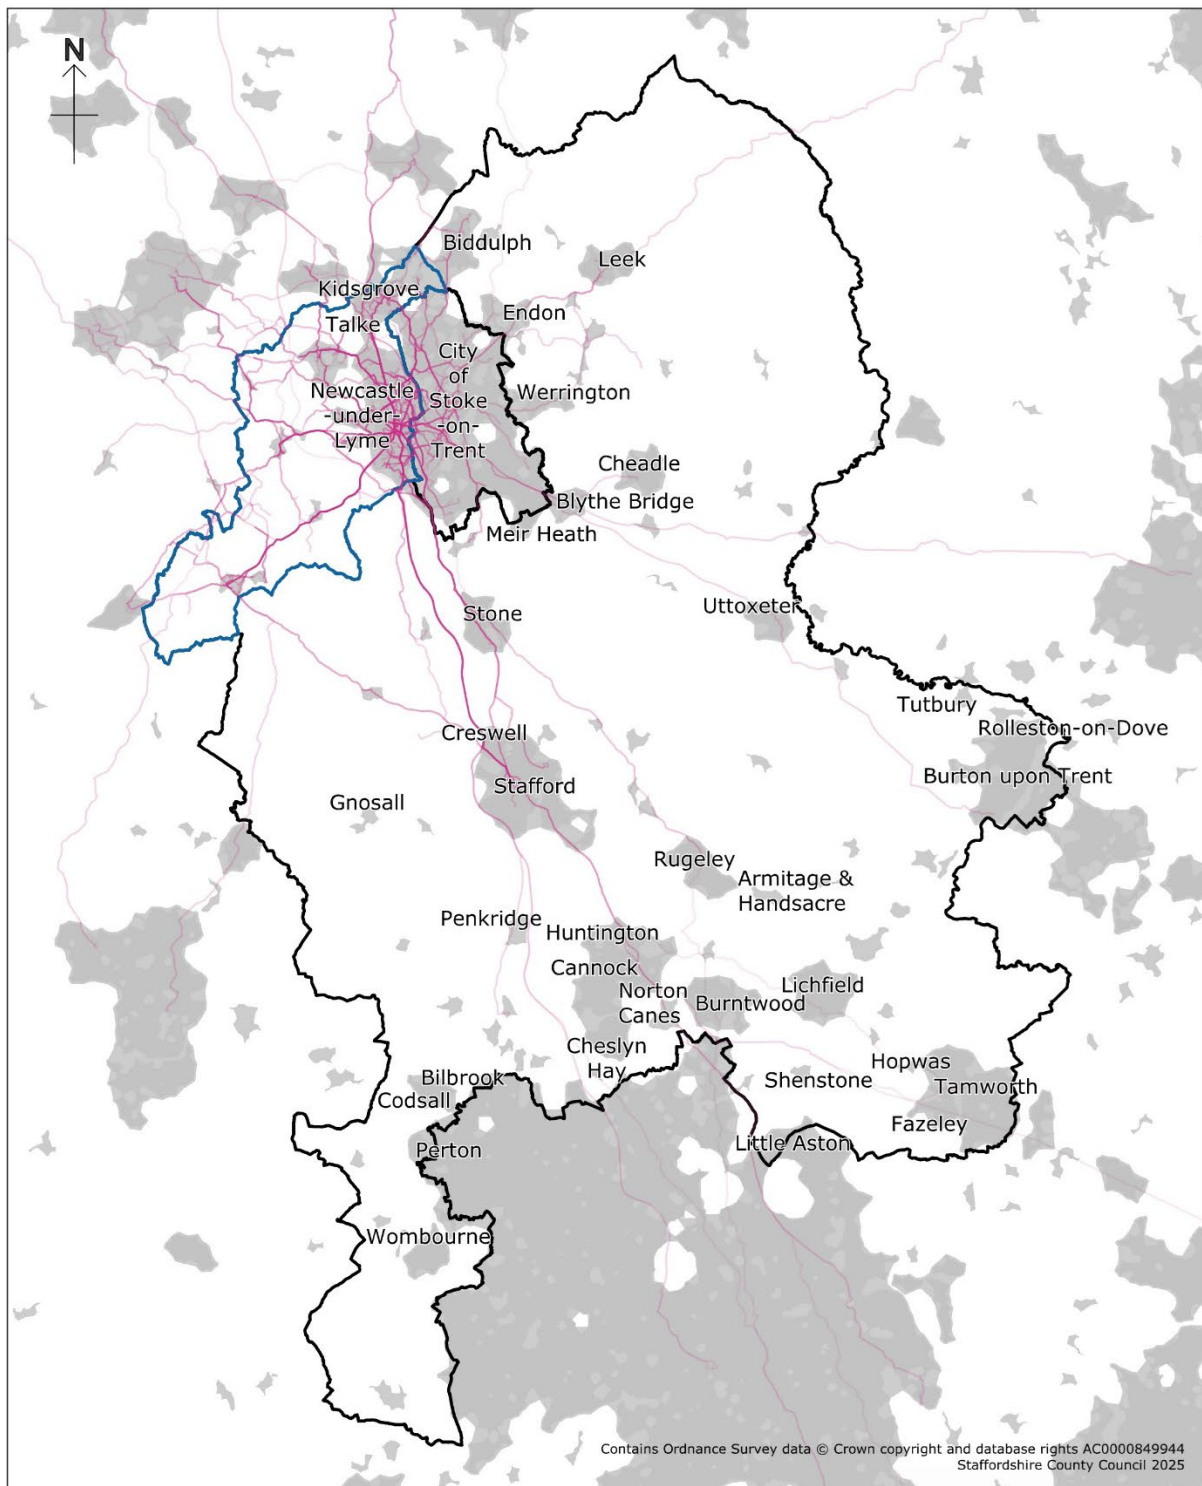 N
Biddulph
Leek
Kidsgrove
Talke
Endon
City
of
Stoke
-on-
Trent
Newcastle
-under-
Lyme
Werrington
Cheadle
Blythe Bridge
Meir Heath
Stone
Uttoxeter
Tutbury
Rolleston-on-Dove
Creswell
Burton upon Trent
Stafford
Gnosall
Rugeley
Armitage &
Handsacre
Penkridge
Huntington
Cannock
Norton
Canes
Burntwood
Lichfield
Cheslyn
Hay
Hopwas
Shenstone
Tamworth
Bilbrook
Codsall
Fazeley
Perton
Little Aston
Wombourne
Contains Ordnance Survey data © Crown copyright and database rights AC0000849944
Staffordshire County Council 2025